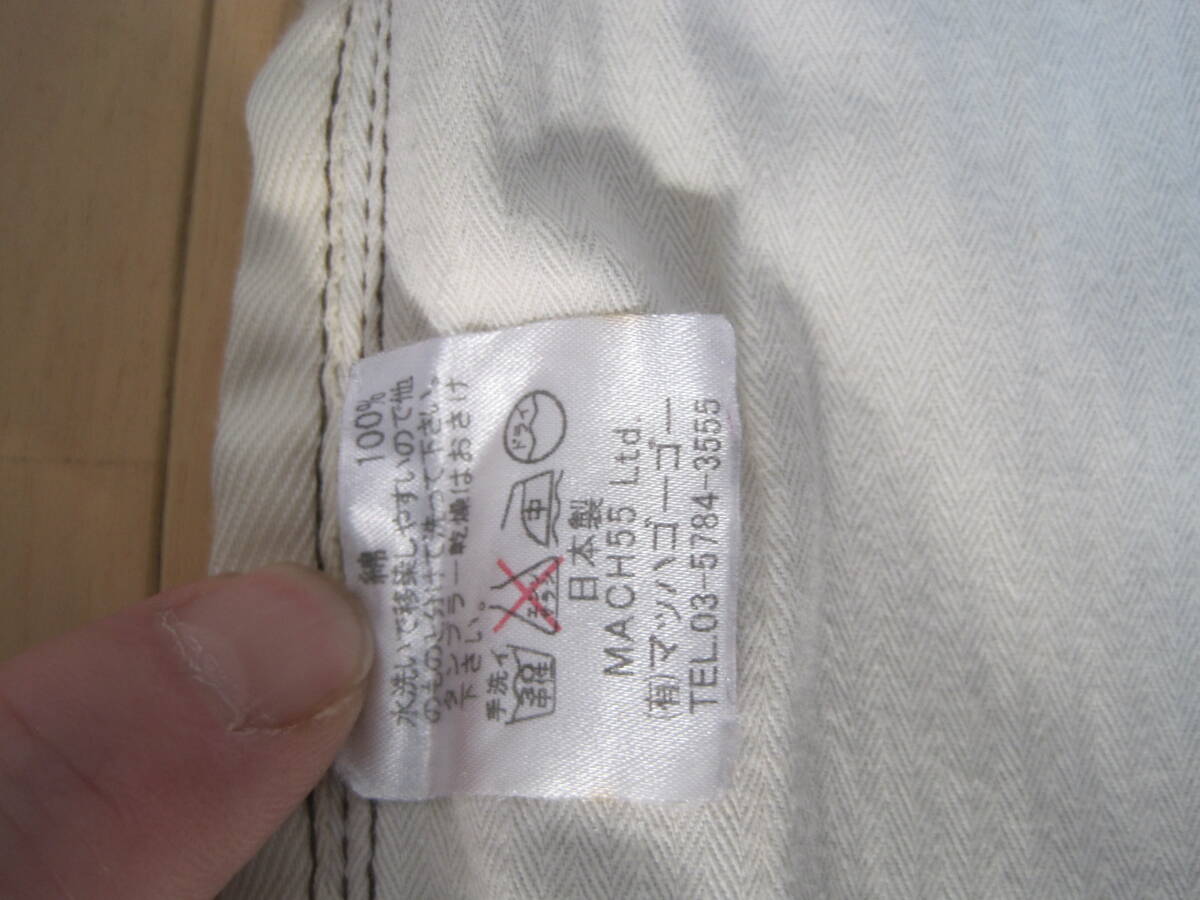 綿 100%
水洗いで移染しやすいので他
のものと分けて洗って下さい。
タンブラー乾燥はおさけ
下さい。
手洗イ
中性 エンソサラシ 中 ドライ
日本製
MACH55 Ltd.
(有)マッハゴーゴー
TEL.03-5784-3555